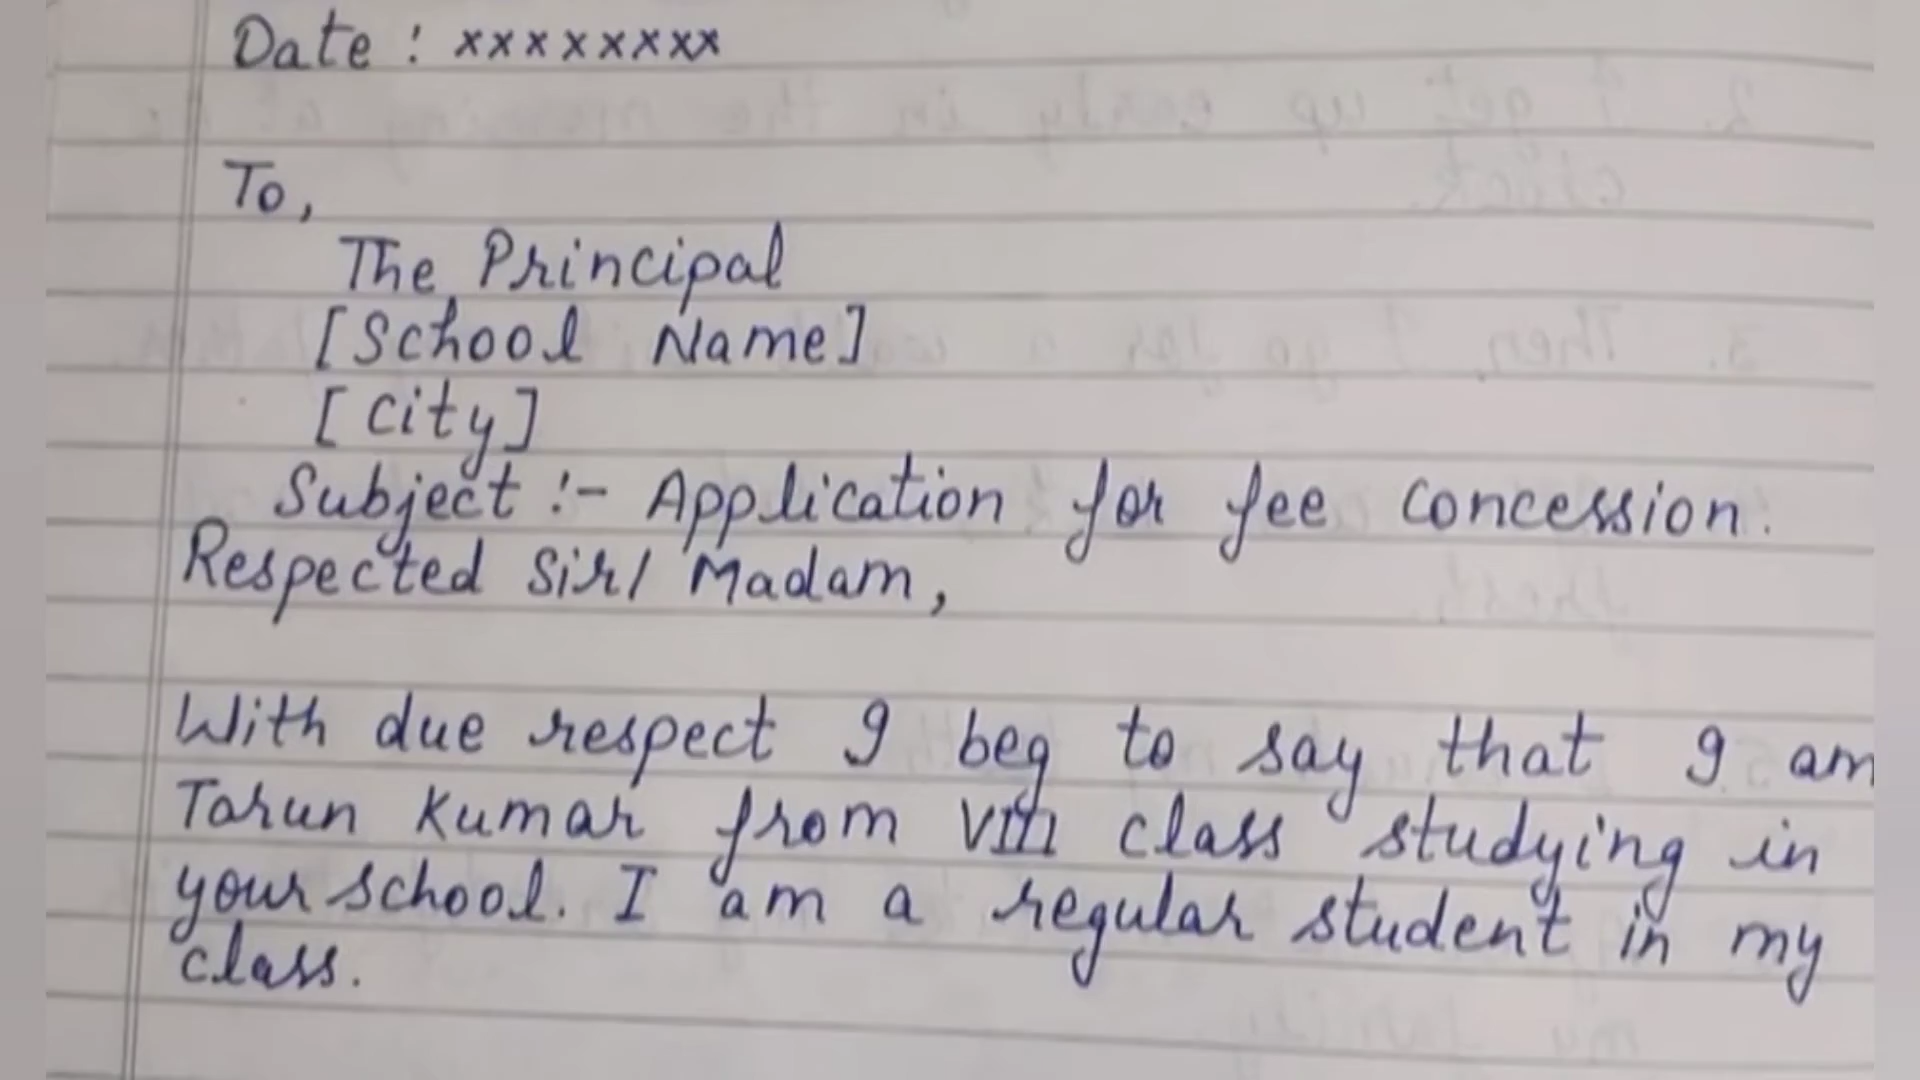 Date : xxxxxxxx
To,
The Principal
[School Name]
[City]
Subject :- Application for fee concession.
Respected Sir/ Madam,
With due respect I beg to say that I am
Tarun Kumar from VIII class studying in
your school. I am a regular student in my
class.